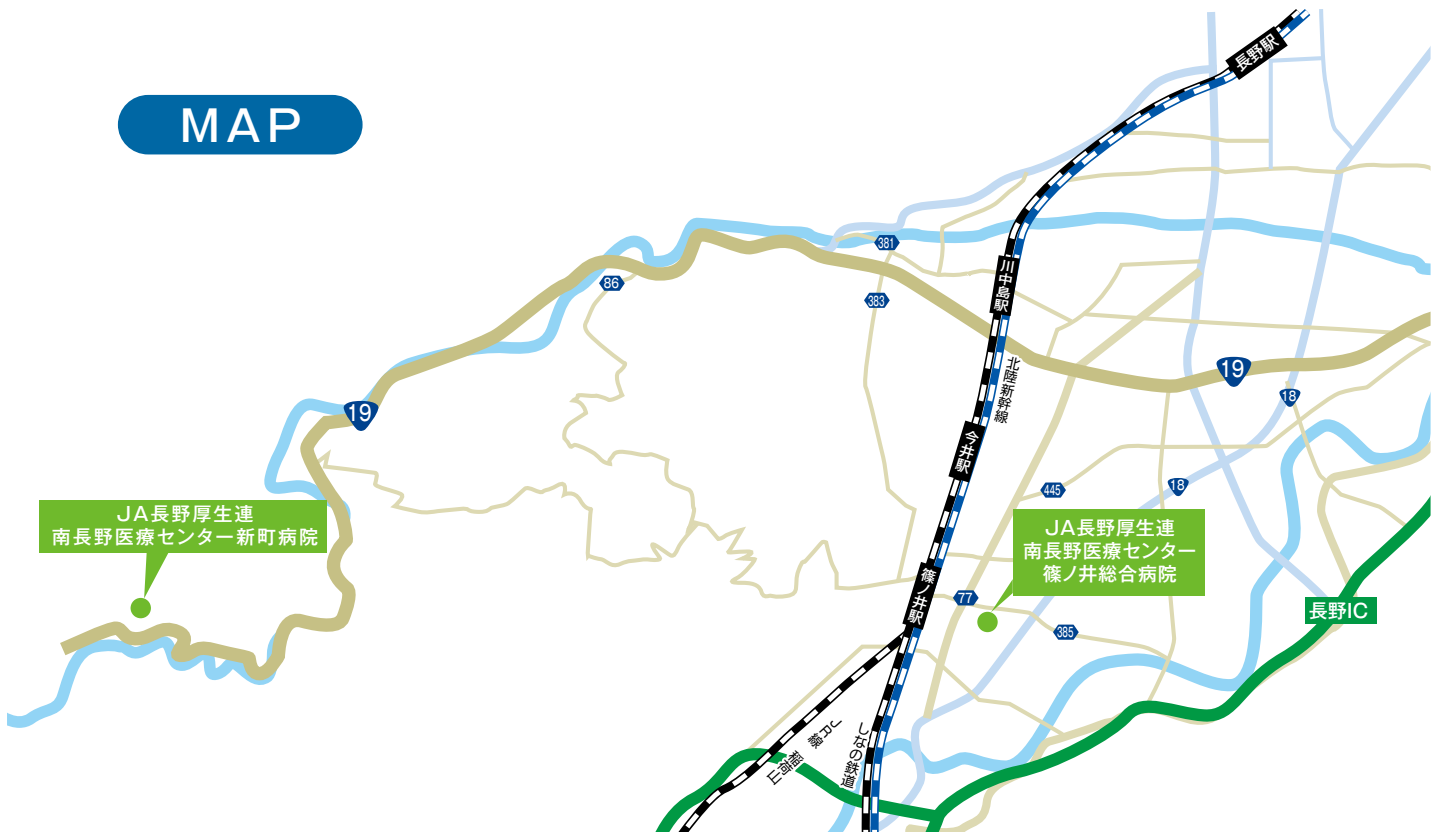 MAP
長野駅
381
川中島駅
86
383
北陸新幹線
19
18
19
今井駅
445
18
JA長野厚生連
南長野医療センター新町病院
JA長野厚生連
南長野医療センター
篠ノ井総合病院
篠ノ井駅
77
長野IC
385
JR線
稲荷山
しなの鉄道